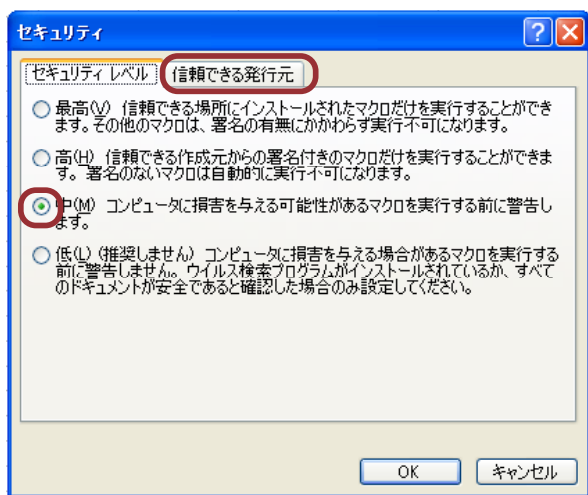 セキュリティ
セキュリティ レベル 信頼できる発行元
最高(V) 信頼できる場所にインストールされたマクロだけを実行することができ
ます。その他のマクロは、署名の有無にかかわらず実行不可になります。
高(H) 信頼できる作成元からの署名付きのマクロだけを実行することができま
す。署名のないマクロは自動的に実行不可になります。
中(M) コンピュータに損害を与える可能性があるマクロを実行する前に警告し
ます。
低(L) (推奨しません) コンピュータに損害を与える場合があるマクロを実行する
前に警告しません。ウイルス検索プログラムがインストールされているか、すべて
のドキュメントが安全であると確認した場合のみ設定してください。
OK キャンセル